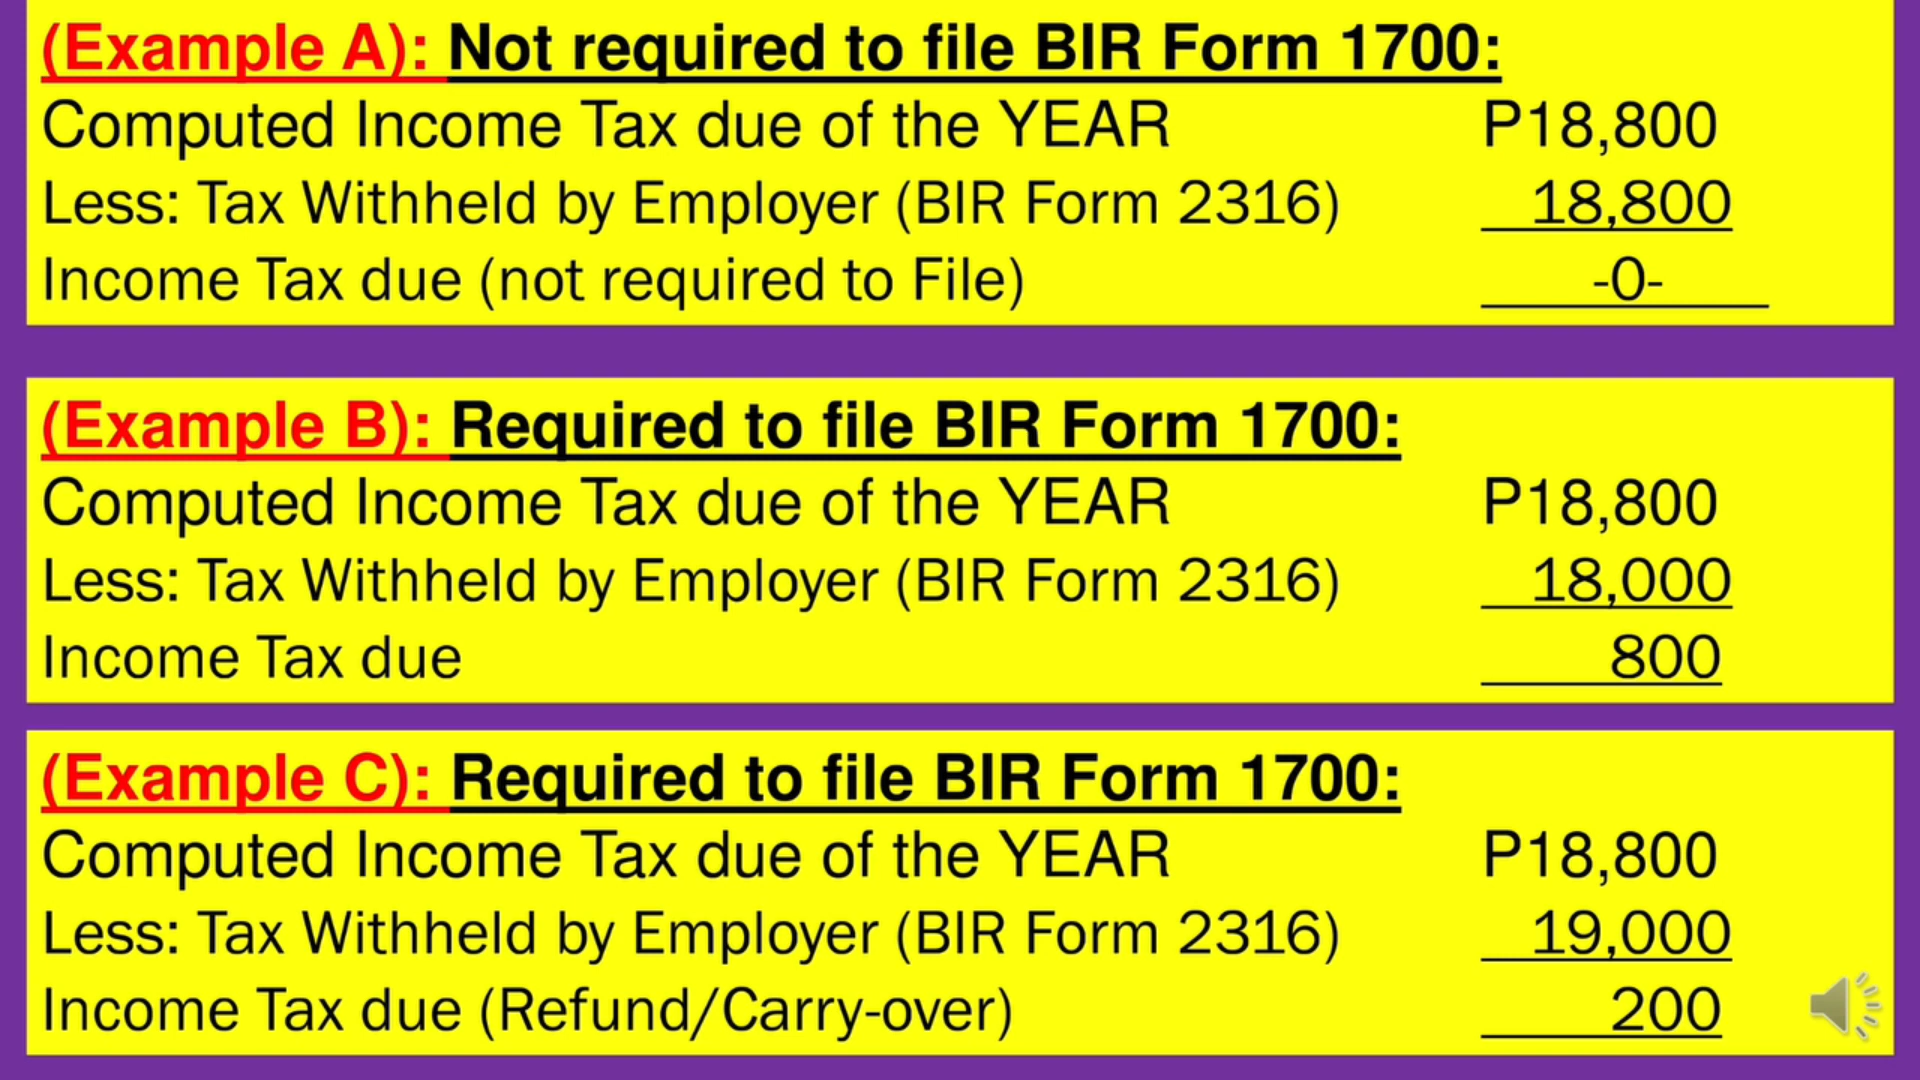 (Example A): Not required to file BIR Form 1700:
Computed Income Tax due of the YEAR P18,800
Less: Tax Withheld by Employer (BIR Form 2316) 18,800
Income Tax due (not required to File) -0-
(Example B): Required to file BIR Form 1700:
Computed Income Tax due of the YEAR P18,800
Less: Tax Withheld by Employer (BIR Form 2316) 18,000
Income Tax due 800
(Example C): Required to file BIR Form 1700:
Computed Income Tax due of the YEAR P18,800
Less: Tax Withheld by Employer (BIR Form 2316) 19,000
Income Tax due (Refund/Carry-over) 200